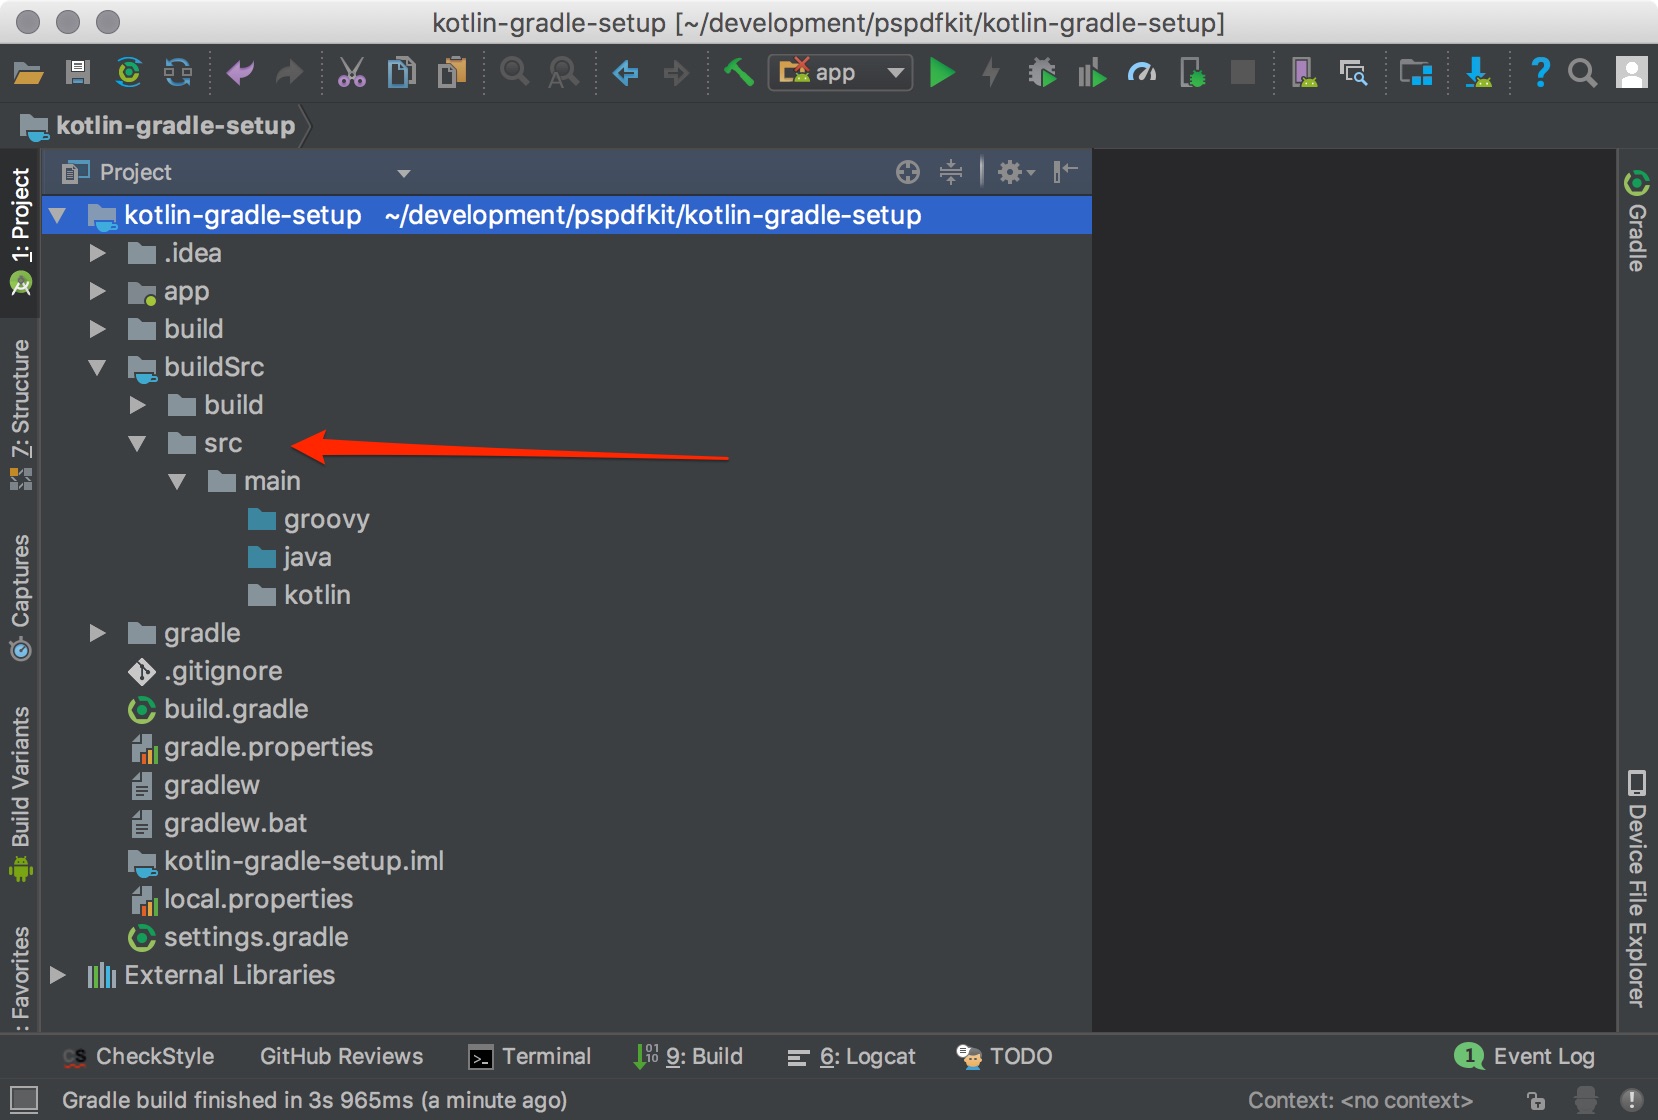 kotlin-gradle-setup [~/development/pspdfkit/kotlin-gradle-setup]
app
kotlin-gradle-setup
Project
kotlin-gradle-setup ~/development/pspdfkit/kotlin-gradle-setup
.idea
app
build
buildSrc
build
src
main
groovy
java
kotlin
gradle
.gitignore
build.gradle
gradle.properties
gradlew
gradlew.bat
kotlin-gradle-setup.iml
local.properties
settings.gradle
External Libraries
1: Project
7: Structure
Captures
Build Variants
: Favorites
Gradle
Device File Explorer
CS CheckStyle
GitHub Reviews
Terminal
9: Build
6: Logcat
TODO
1 Event Log
Gradle build finished in 3s 965ms (a minute ago)
Context: <no context>